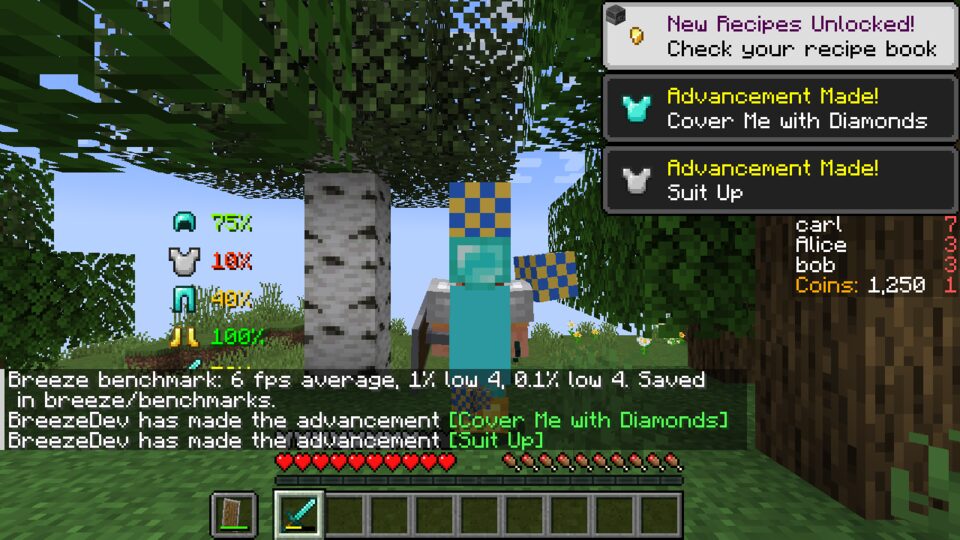 New Recipes Unlocked!
Check your recipe book
Advancement Made!
Cover Me with Diamonds
Advancement Made!
Suit Up
carl 7
Alice 3
bob 3
Coins: 1,250 1
75%
10%
40%
100%
Breeze benchmark: 6 fps average, 1% low 4, 0.1% low 4. Saved
in breeze/benchmarks.
BreezeDev has made the advancement [Cover Me with Diamonds]
BreezeDev has made the advancement [Suit Up]